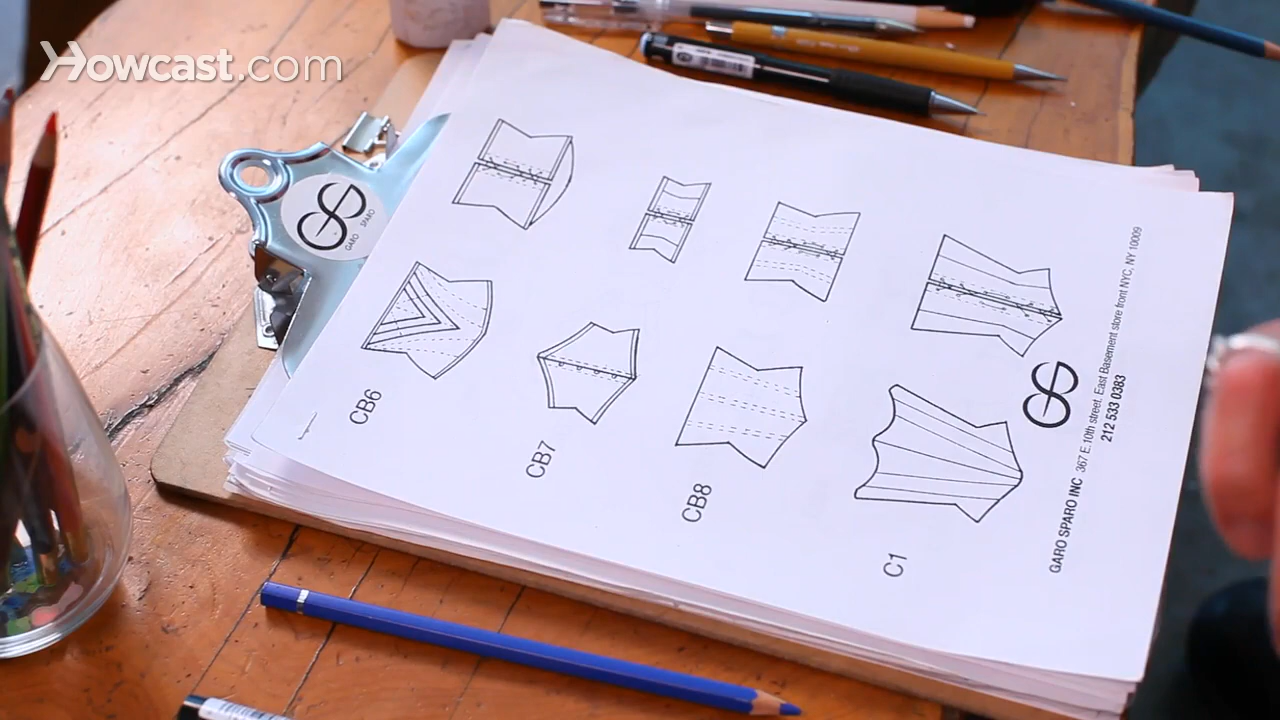 Howcast.com
GARO SPARO
CB6
CB7
CB8
C1
GS
GARO SPARO INC 367 E.10th street. East Basement store front NYC, NY 10009
212 533 0383